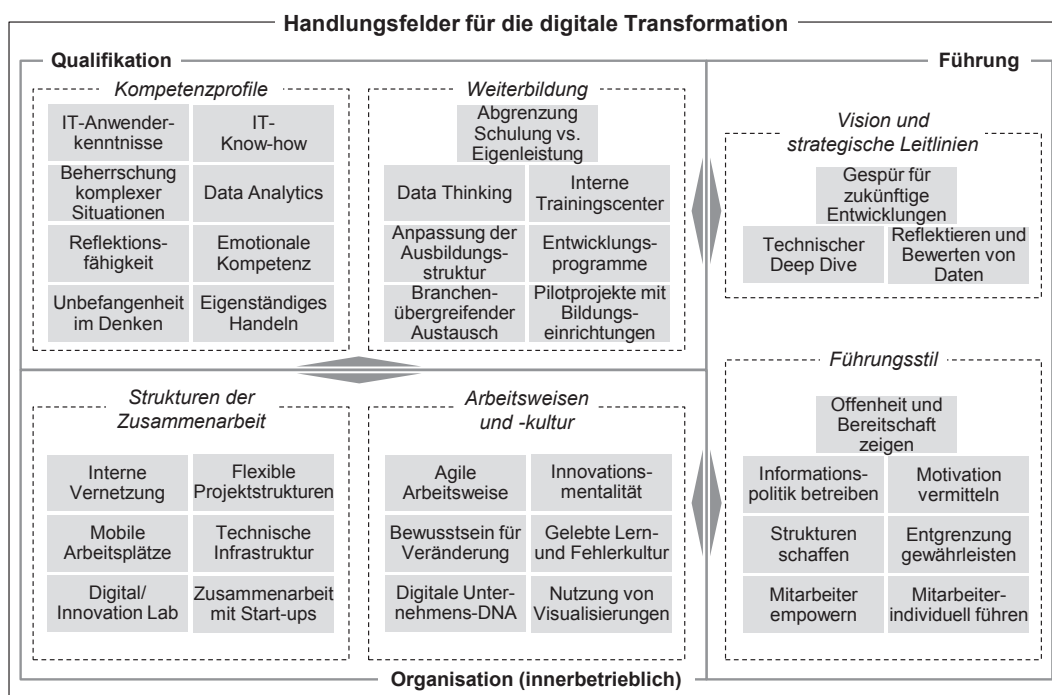 Handlungsfelder für die digitale Transformation
Qualifikation
Kompetenzprofile
IT-Anwender-
kenntnisse
IT-
Know-how
Beherrschung
komplexer
Situationen
Data Analytics
Reflektions-
fähigkeit
Emotionale
Kompetenz
Unbefangenheit
im Denken
Eigenständiges
Handeln
Weiterbildung
Abgrenzung
Schulung vs.
Eigenleistung
Data Thinking
Interne
Trainingscenter
Anpassung der
Ausbildungs-
struktur
Entwicklungs-
programme
Branchen-
übergreifender
Austausch
Pilotprojekte mit
Bildungs-
einrichtungen
Führung
Vision und
strategische Leitlinien
Gespür für
zukünftige
Entwicklungen
Technischer
Deep Dive
Reflektieren und
Bewerten von
Daten
Führungsstil
Offenheit und
Bereitschaft
zeigen
Informations-
politik betreiben
Motivation
vermitteln
Strukturen
schaffen
Entgrenzung
gewährleisten
Mitarbeiter
empowern
Mitarbeiter-
individuell führen
Strukturen der
Zusammenarbeit
Interne
Vernetzung
Flexible
Projektstrukturen
Mobile
Arbeitsplätze
Technische
Infrastruktur
Digital/
Innovation Lab
Zusammenarbeit
mit Start-ups
Arbeitsweisen
und -kultur
Agile
Arbeitsweise
Innovations-
mentalität
Bewusstsein für
Veränderung
Gelebte Lern-
und Fehlerkultur
Digitale Unter-
nehmens-DNA
Nutzung von
Visualisierungen
Organisation (innerbetrieblich)